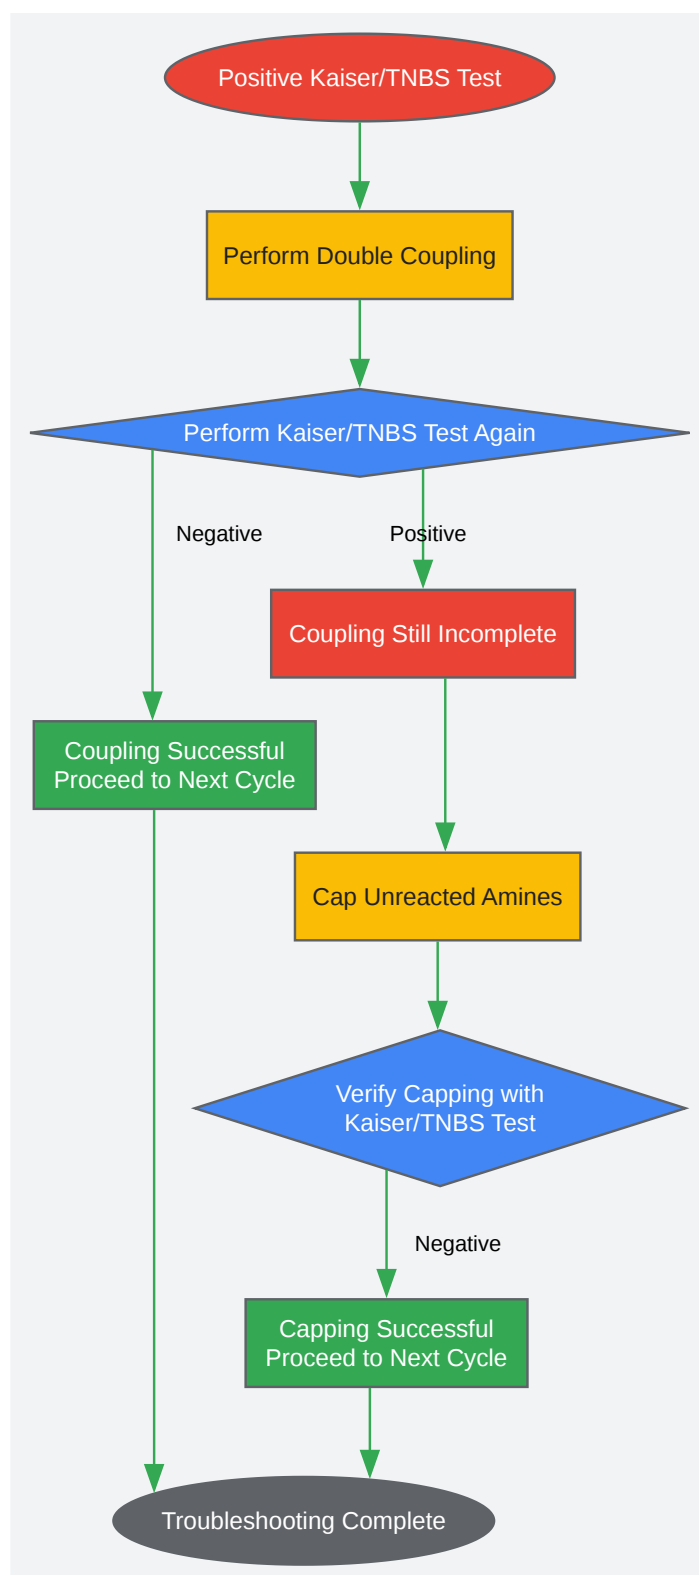 Positive Kaiser/TNBS Test
Perform Double Coupling
Perform Kaiser/TNBS Test Again
Negative
Positive
Coupling Still Incomplete
Coupling Successful
Proceed to Next Cycle
Cap Unreacted Amines
Verify Capping with
Kaiser/TNBS Test
Negative
Capping Successful
Proceed to Next Cycle
Troubleshooting Complete